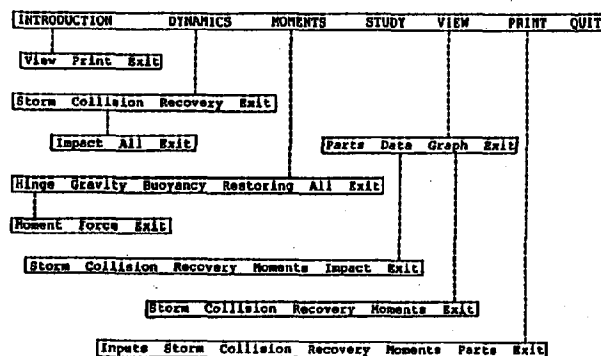 INTRODUCTION DYNAMICS MOMENTS STUDY VIEW PRINT QUIT
View Print Exit
Storm Collision Recovery Exit
Impact All Exit
Parts Data Graph Exit
Hinge Gravity Buoyancy Restoring All Exit
Moment Force Exit
Storm Collision Recovery Moments Impact Exit
Storm Collision Recovery Moments Exit
Inputs Storm Collision Recovery Moments Parts Exit